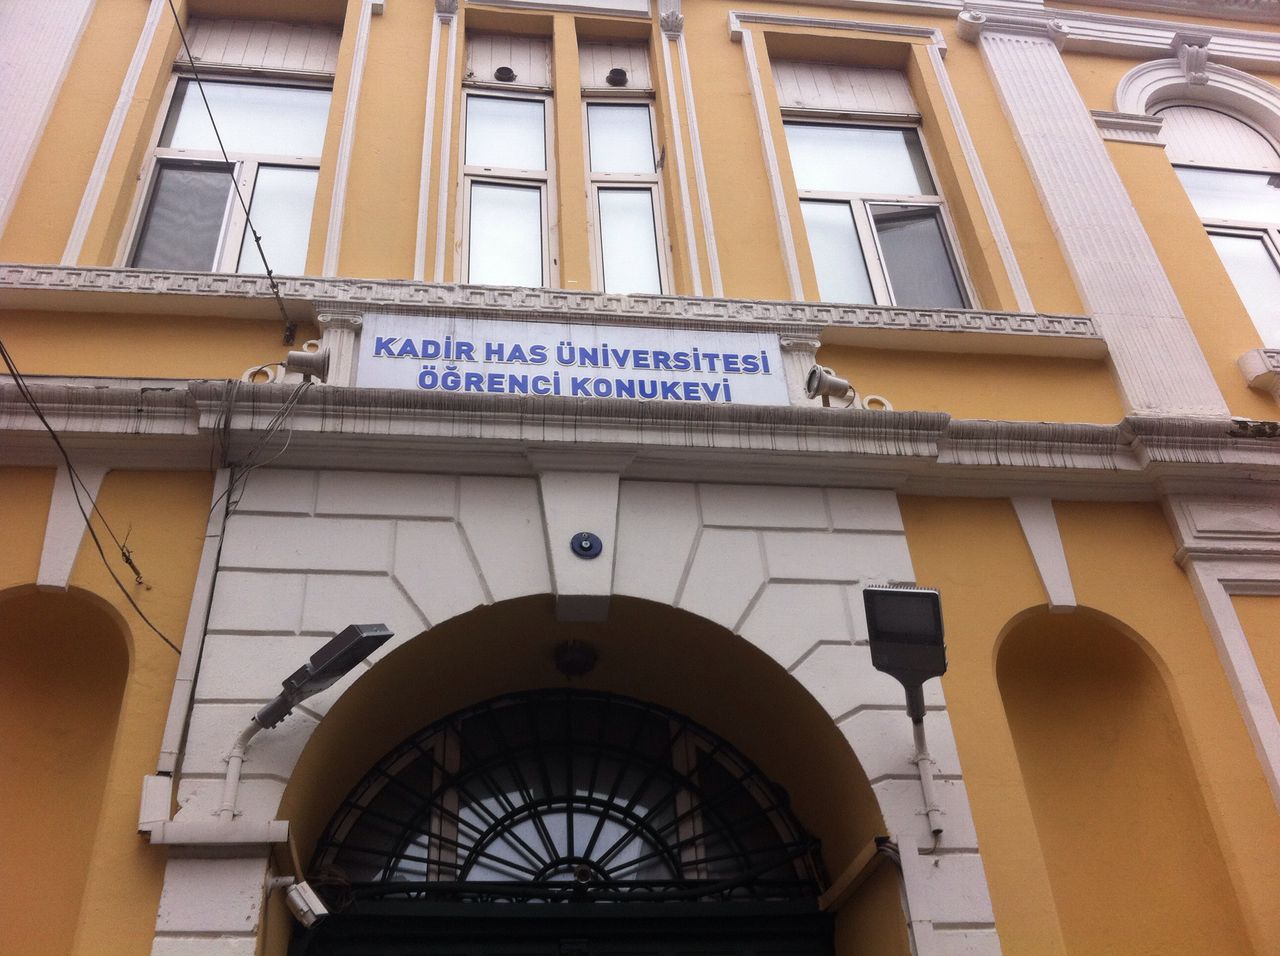 KADİR HAS ÜNİVERSİTESİ
ÖĞRENCİ KONUKEVİ